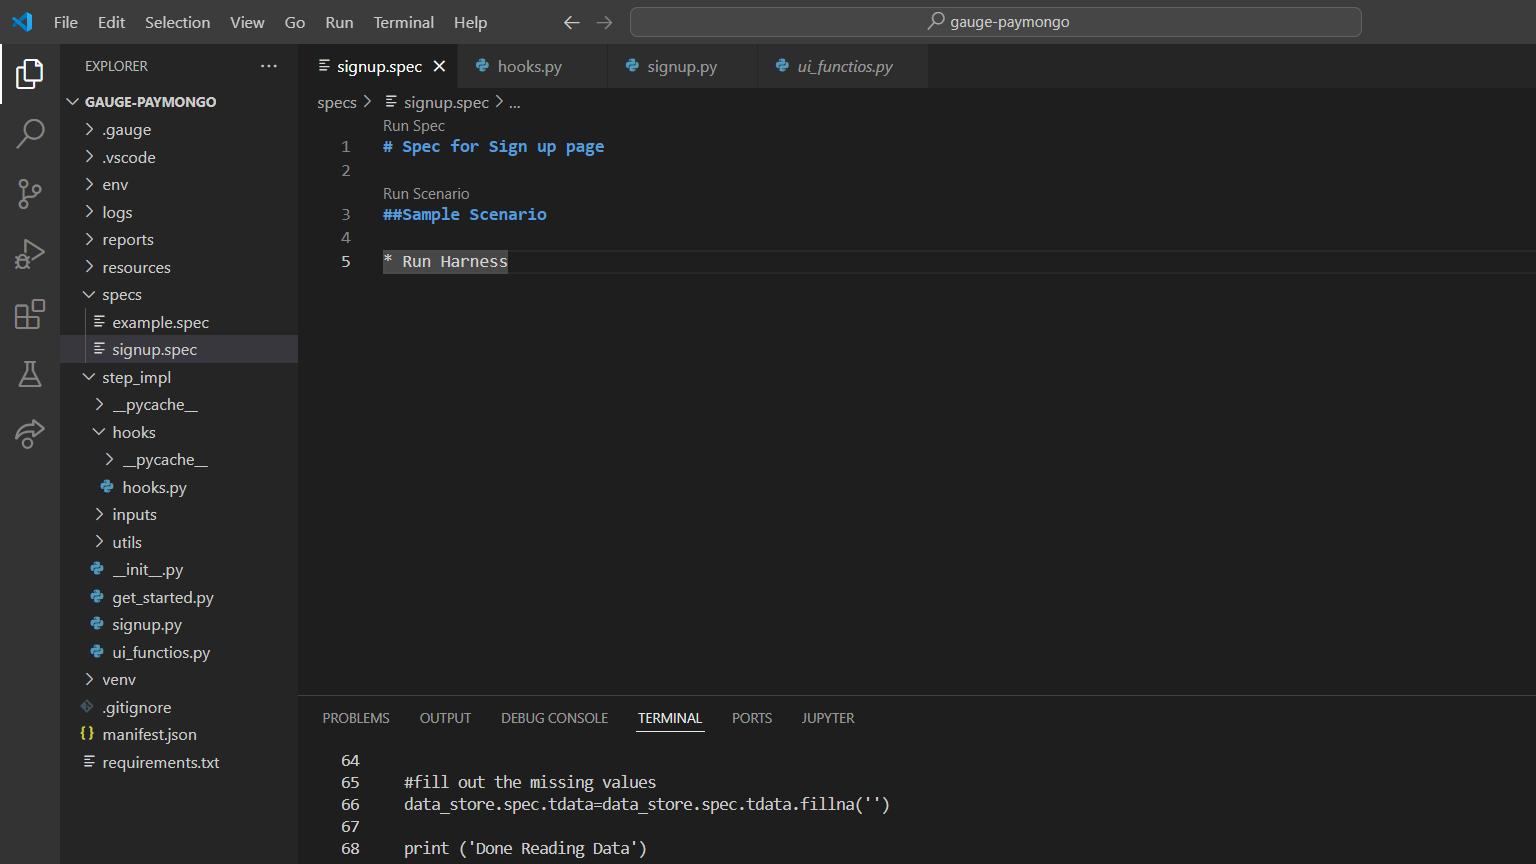 File Edit Selection View Go Run Terminal Help
gauge-paymongo
EXPLORER
GAUGE-PAYMONGO
.gauge
.vscode
env
logs
reports
resources
specs
example.spec
signup.spec
step_impl
__pycache__
hooks
__pycache__
hooks.py
inputs
utils
__init__.py
get_started.py
signup.py
ui_functios.py
venv
.gitignore
manifest.json
requirements.txt
signup.spec hooks.py signup.py ui_functios.py
specs > signup.spec > ...
Run Spec
1 # Spec for Sign up page
2
Run Scenario
3 ##Sample Scenario
4
5 * Run Harness
PROBLEMS OUTPUT DEBUG CONSOLE TERMINAL PORTS JUPYTER
64
65 #fill out the missing values
66 data_store.spec.tdata=data_store.spec.tdata.fillna('')
67
68 print ('Done Reading Data')